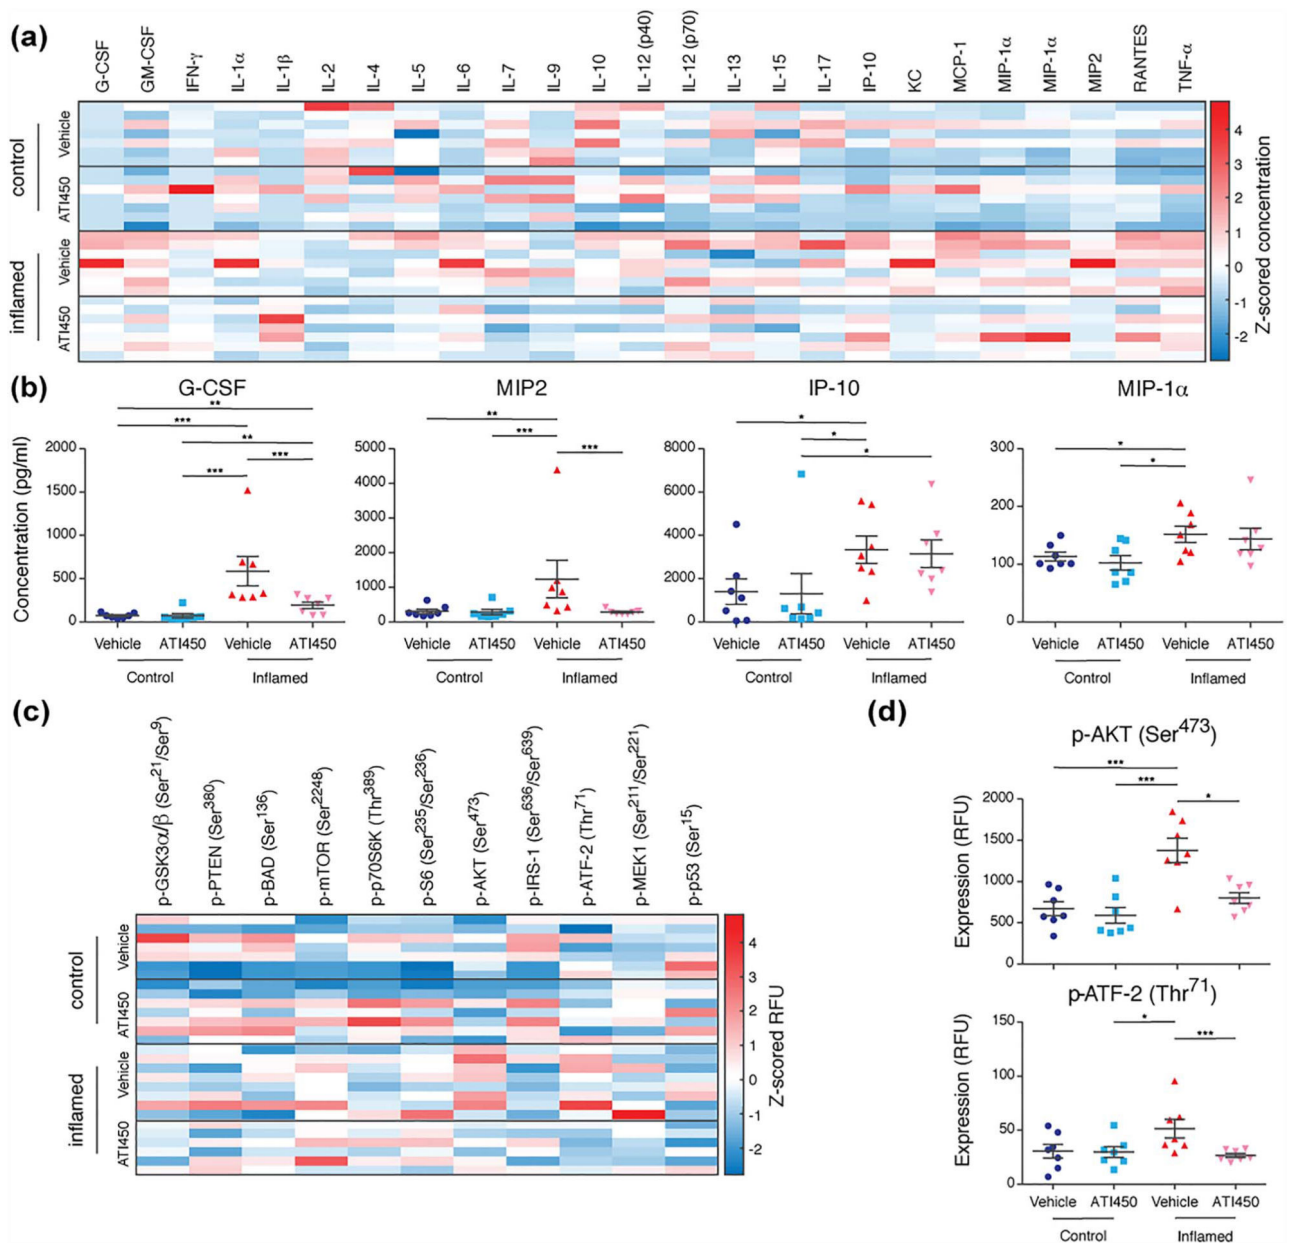 (a)
G-CSF
GM-CSF
IFN-γ
IL-1α
IL-1β
IL-2
IL-4
IL-5
IL-6
IL-7
IL-9
IL-10
IL-12 (p40)
IL-12 (p70)
IL-13
IL-15
IL-17
IP-10
KC
MCP-1
MIP-1α
MIP-1α
MIP2
RANTES
TNF-α
control
Vehicle
ATI450
inflamed
Vehicle
ATI450
4
3
2
1
0
-1
-2
Z-scored concentration
(b)
G-CSF
** 
***
**
***
***
Concentration (pg/ml)
2000
1500
1000
500
0
Vehicle ATI450 Vehicle ATI450
Control Inflamed
MIP2
**
***
***
5000
4000
3000
2000
1000
0
Vehicle ATI450 Vehicle ATI450
Control Inflamed
IP-10
*
*
*
8000
6000
4000
2000
0
Vehicle ATI450 Vehicle ATI450
Control Inflamed
MIP-1α
*
*
300
200
100
0
Vehicle ATI450 Vehicle ATI450
Control Inflamed
(c)
p-GSK3α/β (Ser21/Ser9)
p-PTEN (Ser380)
p-BAD (Ser136)
p-mTOR (Ser2248)
p-p70S6K (Thr389)
p-S6 (Ser235/Ser236)
p-AKT (Ser473)
p-IRS-1 (Ser636/Ser639)
p-ATF-2 (Thr71)
p-MEK1 (Ser211/Ser221)
p-p53 (Ser15)
control
Vehicle
ATI450
inflamed
Vehicle
ATI450
4
3
2
1
0
-1
-2
Z-scored RFU
(d)
p-AKT (Ser473)
***
***
*
Expression (RFU)
2000
1500
1000
500
0
p-ATF-2 (Thr71)
*
***
Expression (RFU)
150
100
50
0
Vehicle ATI450 Vehicle ATI450
Control Inflamed